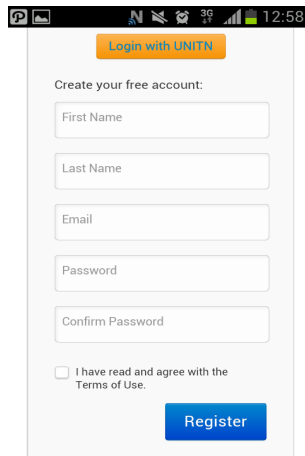 3G 12:58
Login with UNITN
Create your free account:
First Name
Last Name
Email
Password
Confirm Password
I have read and agree with the
Terms of Use.
Register